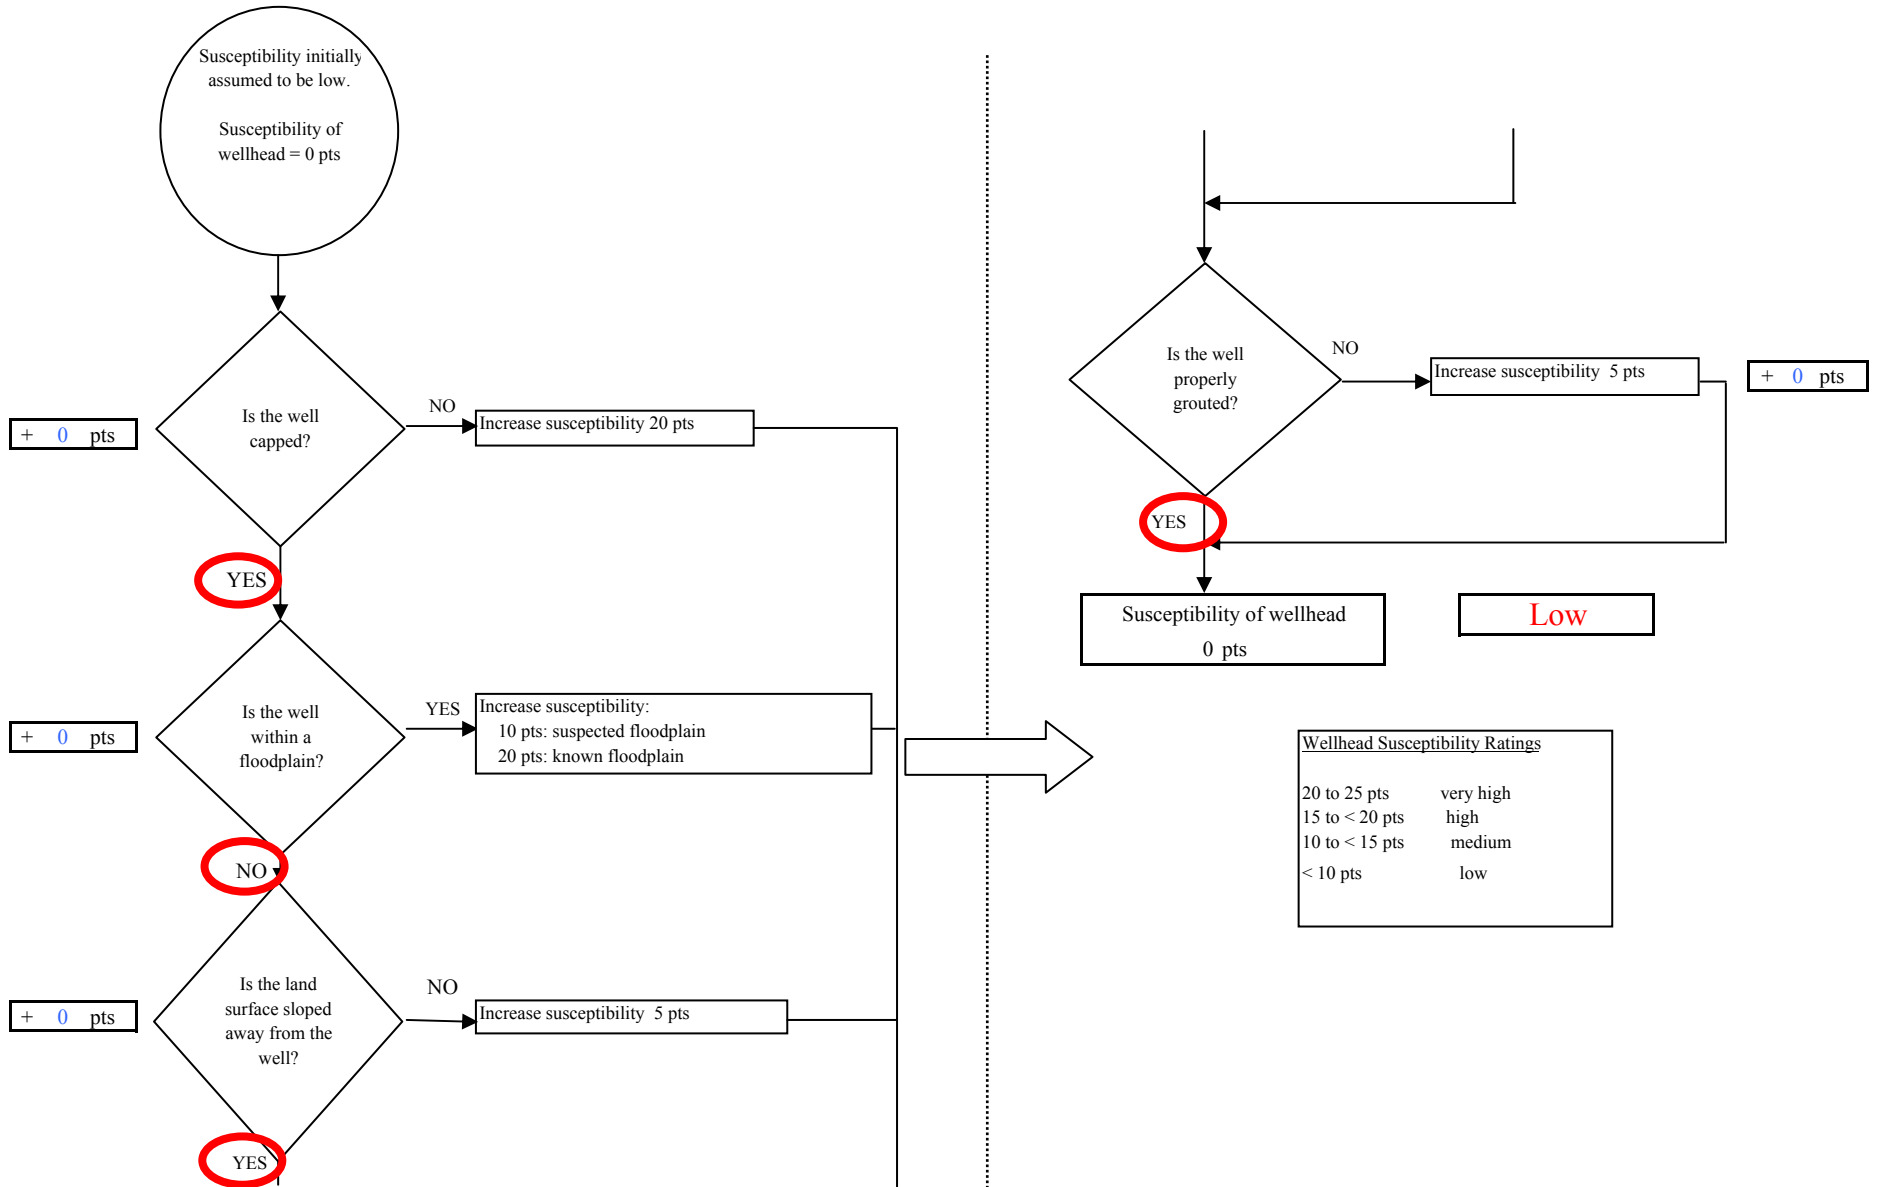 Susceptibility initially
assumed to be low.
Susceptibility of
wellhead = 0 pts
Is the well
capped?
NO
Increase susceptibility 20 pts
+ 0 pts
YES
Is the well
within a
floodplain?
YES
Increase susceptibility:
10 pts: suspected floodplain
20 pts: known floodplain
+ 0 pts
NO
Is the land
surface sloped
away from the
well?
NO
Increase susceptibility 5 pts
+ 0 pts
YES
Is the well
properly
grouted?
NO
Increase susceptibility 5 pts
+ 0 pts
YES
Susceptibility of wellhead
0 pts
Low
Wellhead Susceptibility Ratings
20 to 25 pts very high
15 to < 20 pts high
10 to < 15 pts medium
< 10 pts low